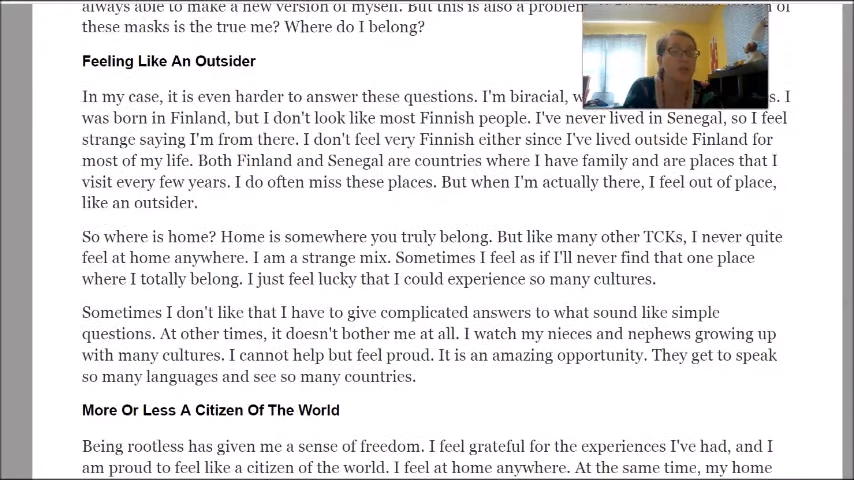 always able to make a new version of myself. But this is also a problem
these masks is the true me? Where do I belong?
Feeling Like An Outsider
In my case, it is even harder to answer these questions. I'm biracial, I
was born in Finland, but I don't look like most Finnish people. I've never lived in Senegal, so I feel
strange saying I'm from there. I don't feel very Finnish either since I've lived outside Finland for
most of my life. Both Finland and Senegal are countries where I have family and are places that I
visit every few years. I do often miss these places. But when I'm actually there, I feel out of place,
like an outsider.
So where is home? Home is somewhere you truly belong. But like many other TCKs, I never quite
feel at home anywhere. I am a strange mix. Sometimes I feel as if I'll never find that one place
where I totally belong. I just feel lucky that I could experience so many cultures.
Sometimes I don't like that I have to give complicated answers to what sound like simple
questions. At other times, it doesn't bother me at all. I watch my nieces and nephews growing up
with many cultures. I cannot help but feel proud. It is an amazing opportunity. They get to speak
so many languages and see so many countries.
More Or Less A Citizen Of The World
Being rootless has given me a sense of freedom. I feel grateful for the experiences I've had, and I
am proud to feel like a citizen of the world. I feel at home anywhere. At the same time, my home